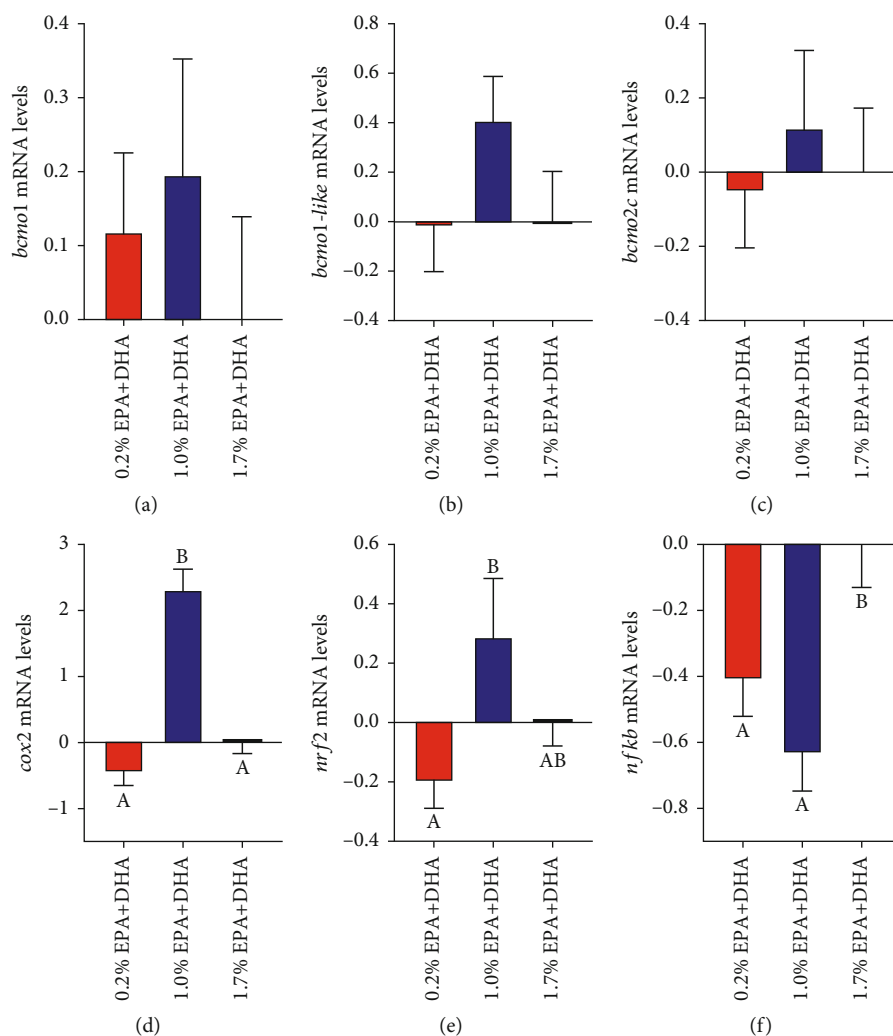 bcmo1 mRNA levels
0.4
0.3
0.2
0.1
0.0
0.2% EPA+DHA
1.0% EPA+DHA
1.7% EPA+DHA
(a)
bcmo1-like mRNA levels
0.8
0.6
0.4
0.2
0.0
−0.2
−0.4
0.2% EPA+DHA
1.0% EPA+DHA
1.7% EPA+DHA
(b)
bcmo2c mRNA levels
0.4
0.2
0.0
−0.2
−0.4
0.2% EPA+DHA
1.0% EPA+DHA
1.7% EPA+DHA
(c)
cox2 mRNA levels
3
2
1
0
−1
A
B
A
0.2% EPA+DHA
1.0% EPA+DHA
1.7% EPA+DHA
(d)
nrf2 mRNA levels
0.6
0.4
0.2
0.0
−0.2
−0.4
A
B
AB
0.2% EPA+DHA
1.0% EPA+DHA
1.7% EPA+DHA
(e)
nfkb mRNA levels
0.0
−0.2
−0.4
−0.6
−0.8
A
A
B
0.2% EPA+DHA
1.0% EPA+DHA
1.7% EPA+DHA
(f)